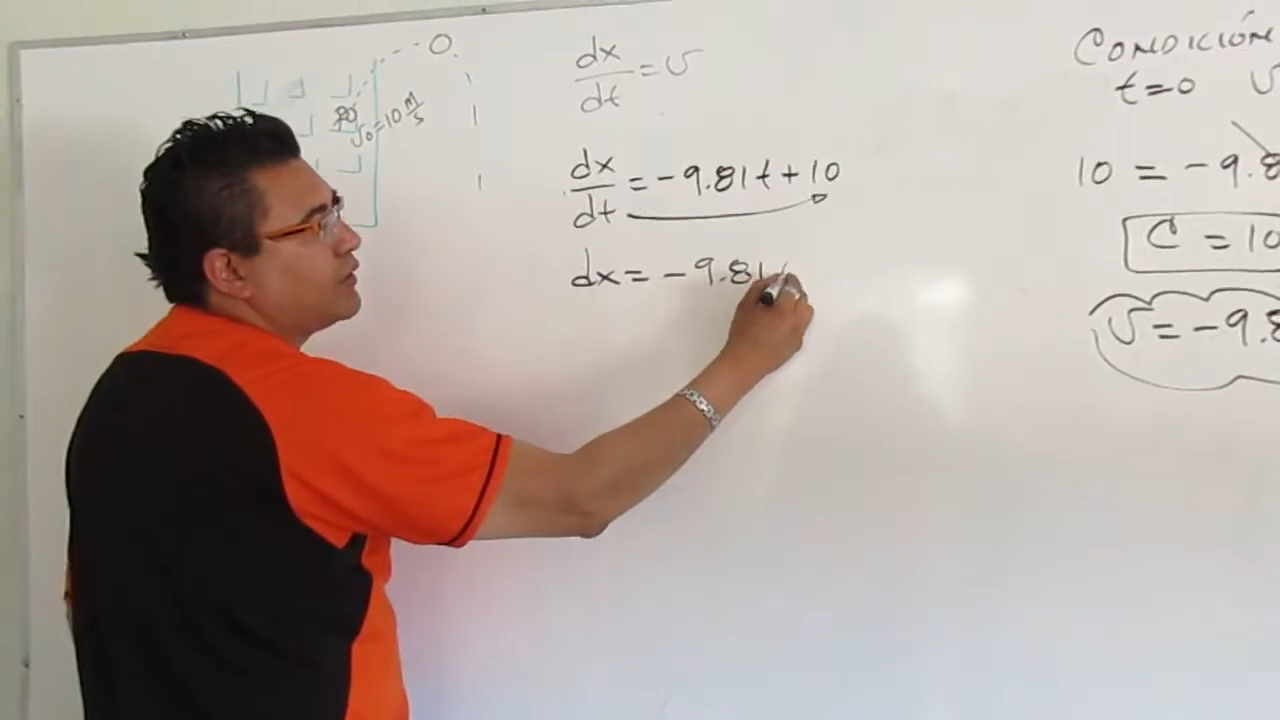 v₀=10 m/s
dx/dt = v
dx/dt = -9.81t+10
dx = -9.81
CONDICIÓN
t=0 v
10 = -9.8
C = 10
v = -9.8